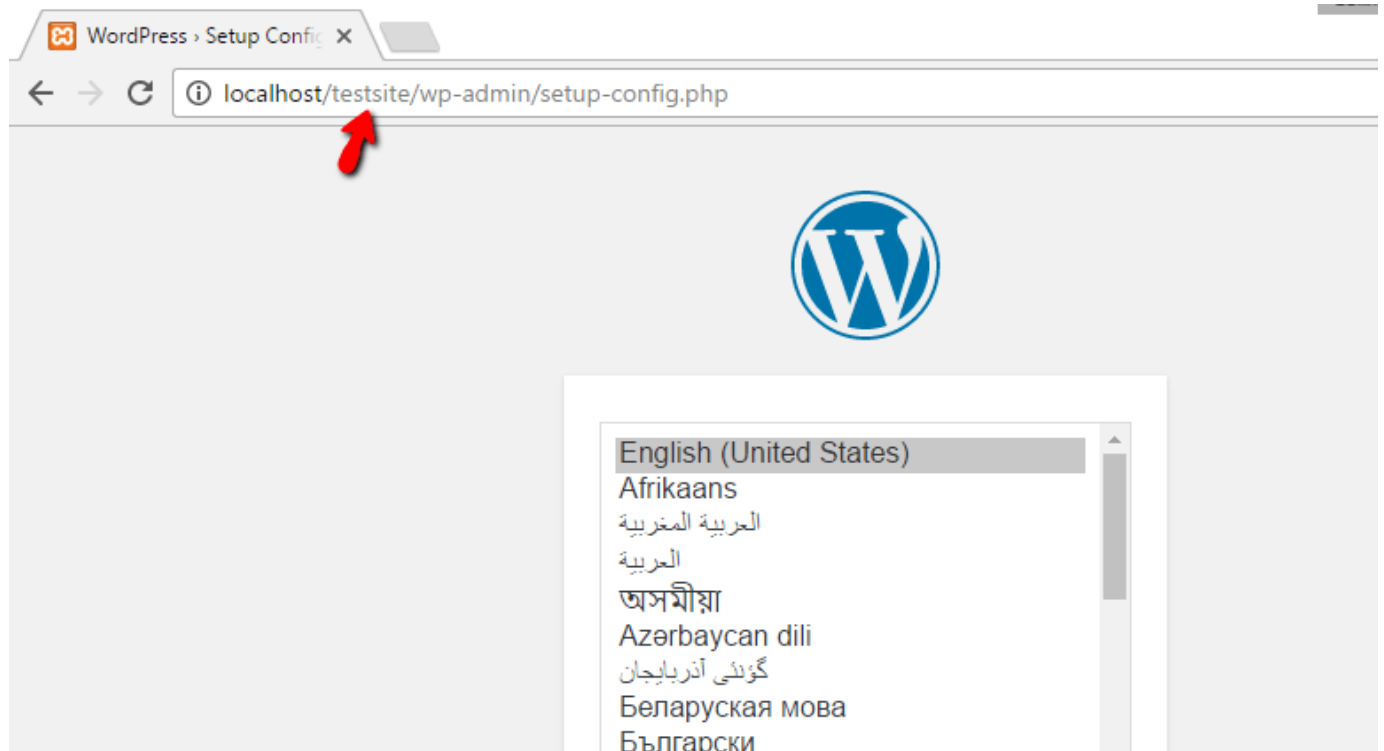 WordPress › Setup Config
localhost/testsite/wp-admin/setup-config.php
English (United States)
Afrikaans
العربية المغربية
العربية
অসমীয়া
Azərbaycan dili
گؤنئی آذربایجان
Беларуская мова
Български